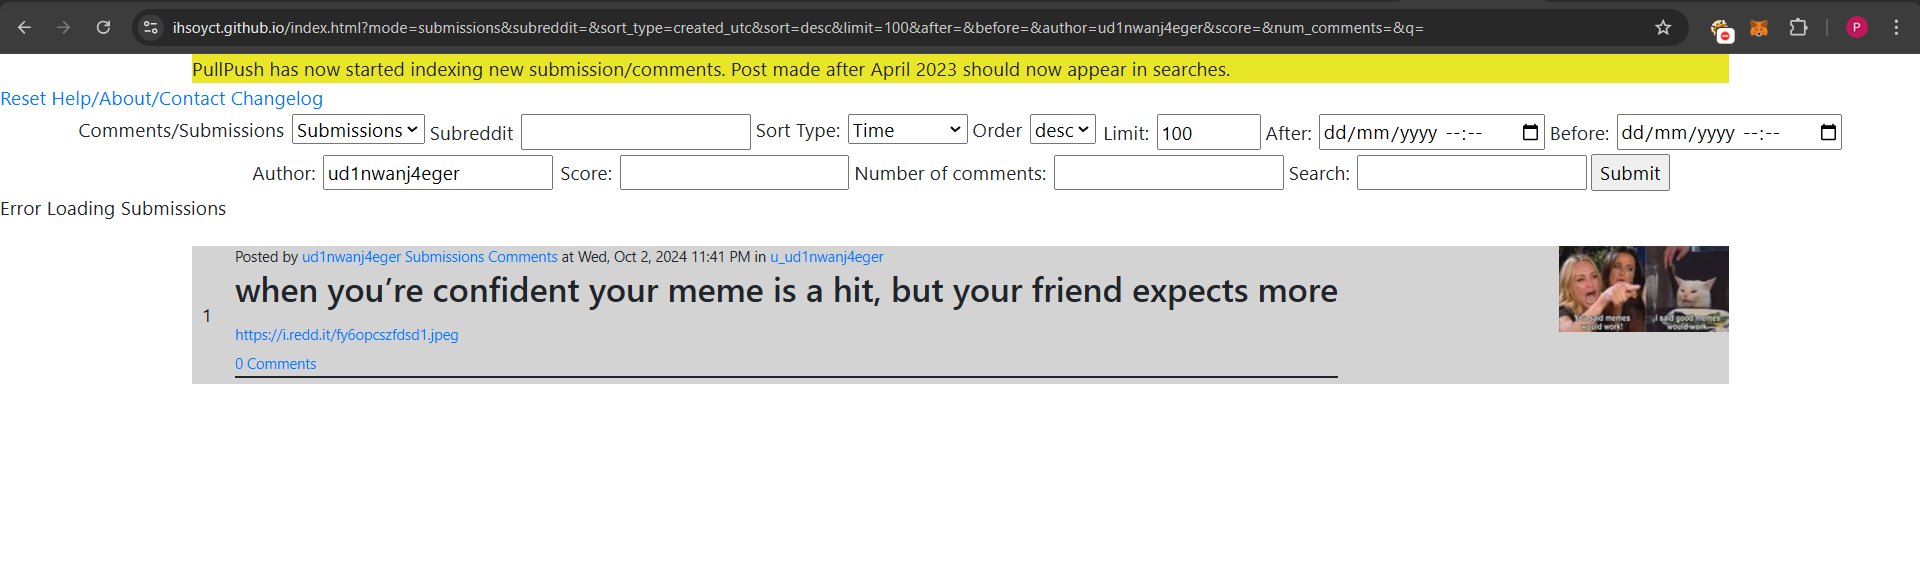 ihsoyct.github.io/index.html?mode=submissions&subreddit=&sort_type=created_utc&sort=desc&limit=100&after=&before=&author=ud1nwanj4eger&score=&num_comments=&q=
P
PullPush has now started indexing new submission/comments. Post made after April 2023 should now appear in searches.
Reset Help/About/Contact Changelog
Comments/Submissions Submissions Subreddit Sort Type: Time Order desc Limit: 100 After: dd/mm/yyyy --:-- Before: dd/mm/yyyy --:--
Author: ud1nwanj4eger Score: Number of comments: Search: Submit
Error Loading Submissions
Posted by ud1nwanj4eger Submissions Comments at Wed, Oct 2, 2024 11:41 PM in u_ud1nwanj4eger
when you’re confident your meme is a hit, but your friend expects more
1
https://i.redd.it/fy6opcszfdsd1.jpeg
0 Comments
You said memes would work!
I said good memes would work